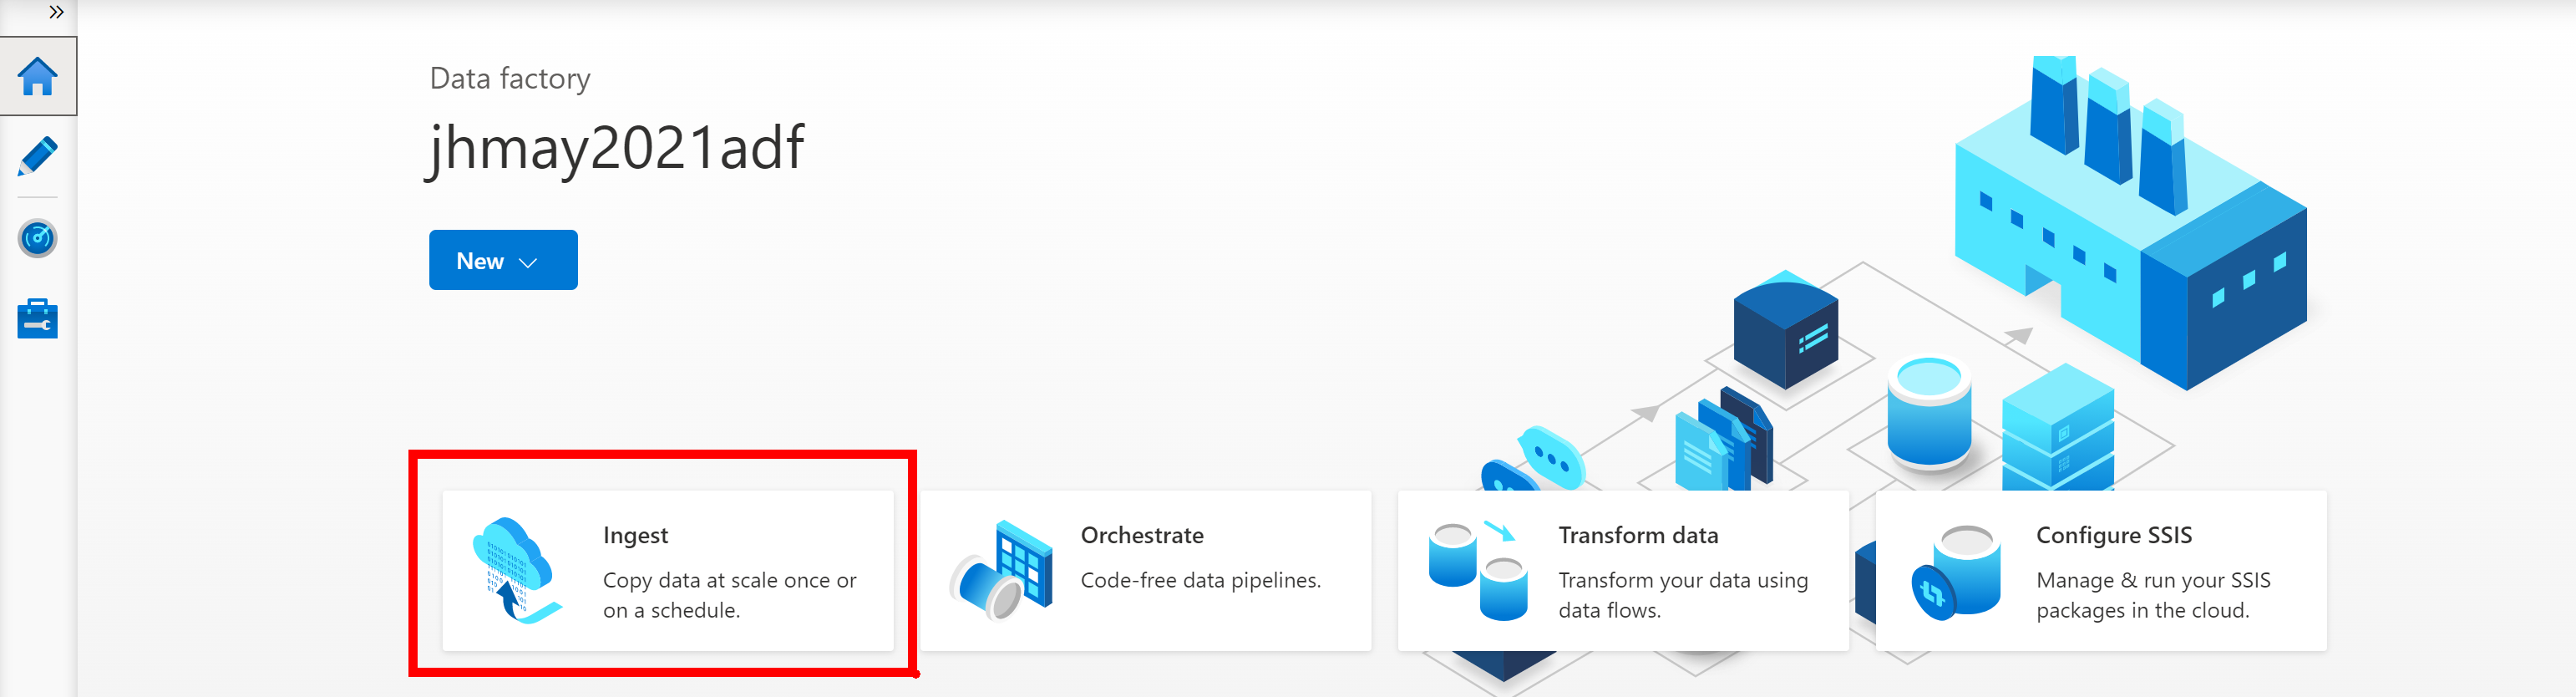 Data factory
jhmay2021adf
New
Ingest
Copy data at scale once or
on a schedule.
Orchestrate
Code-free data pipelines.
Transform data
Transform your data using
data flows.
Configure SSIS
Manage & run your SSIS
packages in the cloud.